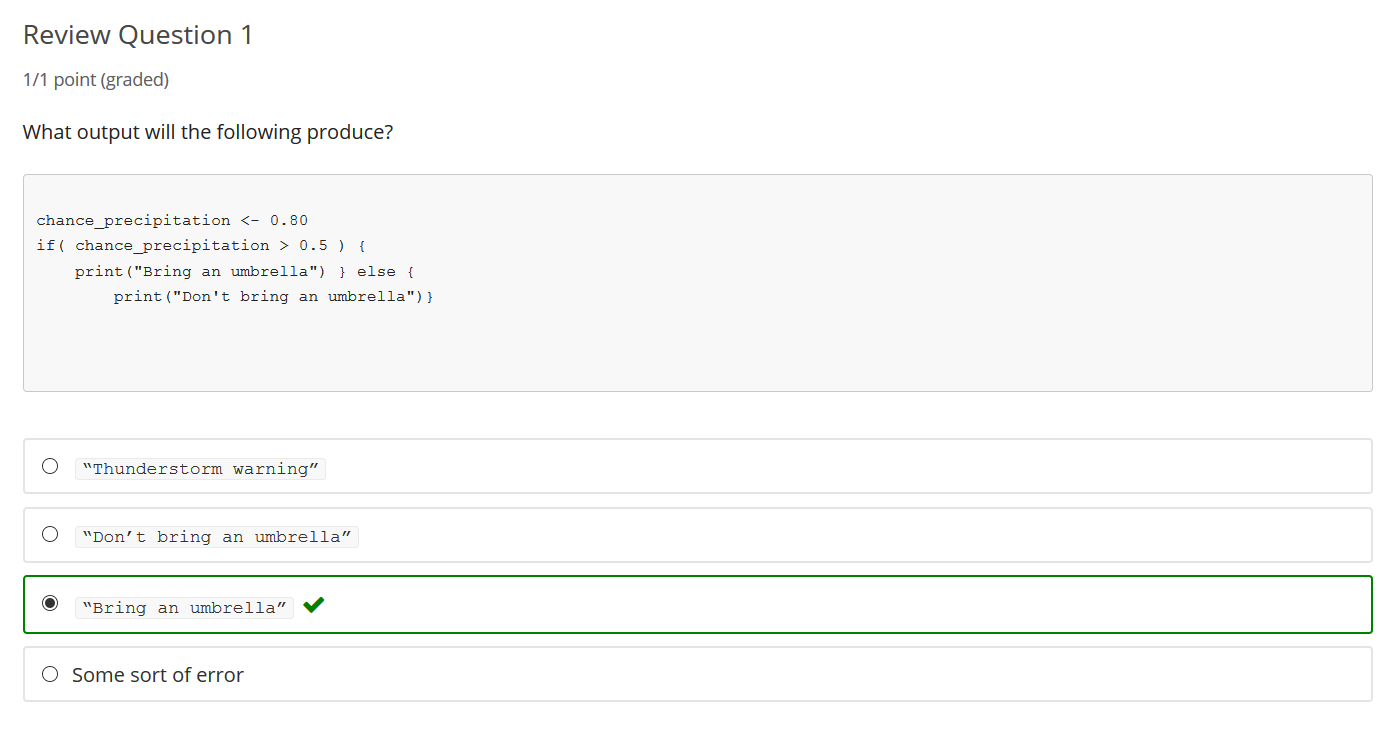 Review Question 1
1/1 point (graded)
What output will the following produce?
chance_precipitation <- 0.80
if( chance_precipitation > 0.5 ) {
    print("Bring an umbrella") } else {
        print("Don't bring an umbrella")}
“Thunderstorm warning”
“Don’t bring an umbrella”
“Bring an umbrella”
Some sort of error